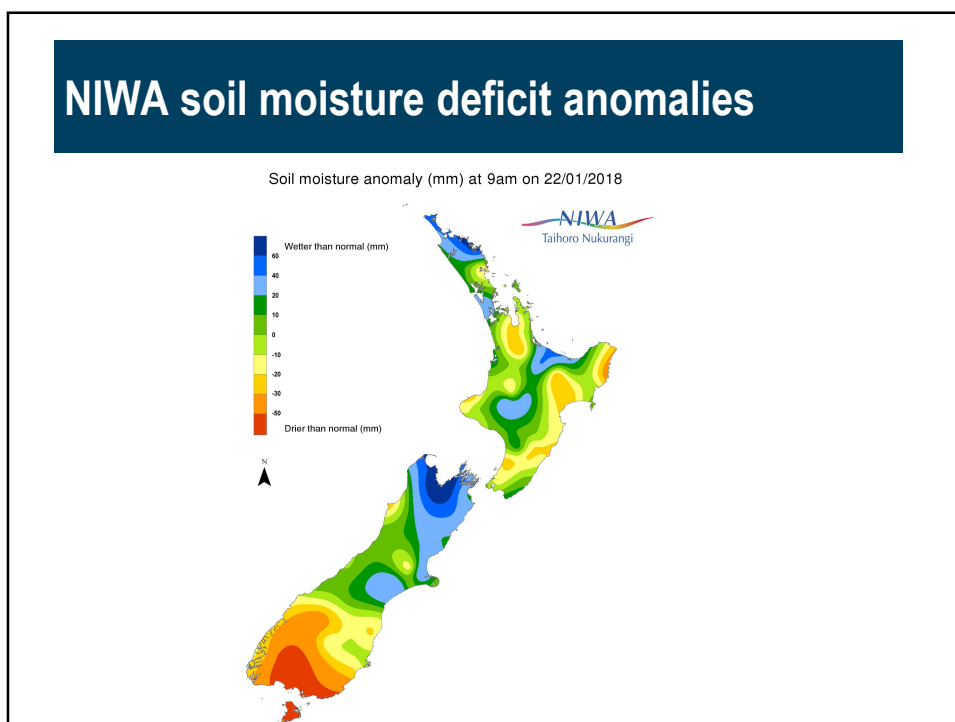 NIWA soil moisture deficit anomalies
Soil moisture anomaly (mm) at 9am on 22/01/2018
NIWA
Taihoro Nukurangi
Wetter than normal (mm)
60
40
20
10
0
-10
-20
-30
-50
Drier than normal (mm)
N